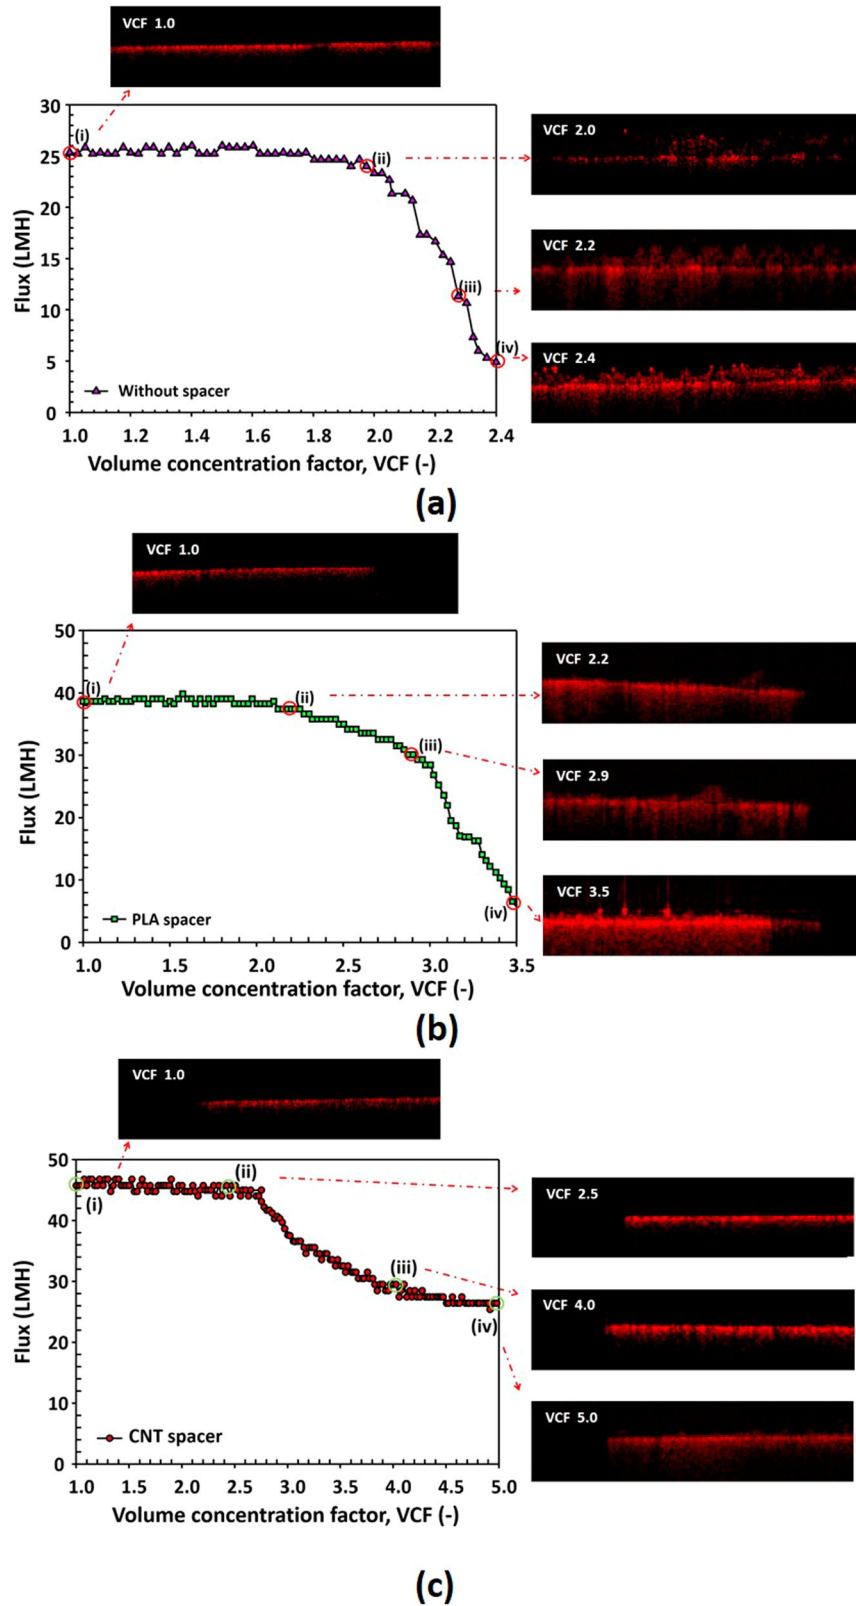 VCF 1.0
30
25
20
15
10
5
0
Flux (LMH)
(i)
(ii)
(iii)
(iv)
Without spacer
1.0 1.2 1.4 1.6 1.8 2.0 2.2 2.4
Volume concentration factor, VCF (-)
VCF 2.0
VCF 2.2
VCF 2.4
(a)
VCF 1.0
50
40
30
20
10
0
Flux (LMH)
(i)
(ii)
(iii)
(iv)
PLA spacer
1.0 1.5 2.0 2.5 3.0 3.5
Volume concentration factor, VCF (-)
VCF 2.2
VCF 2.9
VCF 3.5
(b)
VCF 1.0
50
40
30
20
10
0
Flux (LMH)
(i)
(ii)
(iii)
(iv)
CNT spacer
1.0 1.5 2.0 2.5 3.0 3.5 4.0 4.5 5.0
Volume concentration factor, VCF (-)
VCF 2.5
VCF 4.0
VCF 5.0
(c)